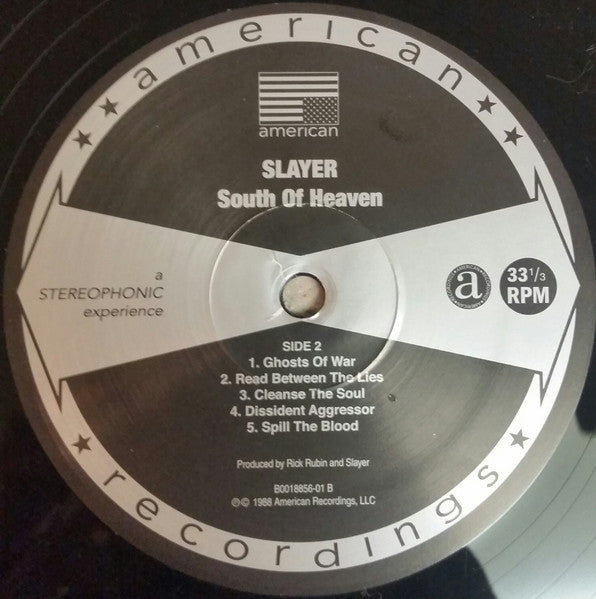 american
american
SLAYER
South Of Heaven
a
STEREOPHONIC
experience
a
33 1/3
RPM
SIDE 2
1. Ghosts Of War
2. Read Between The Lies
3. Cleanse The Soul
4. Dissident Aggressor
5. Spill The Blood
Produced by Rick Rubin and Slayer
B0018856-01 B
℗© 1988 American Recordings, LLC
recordings